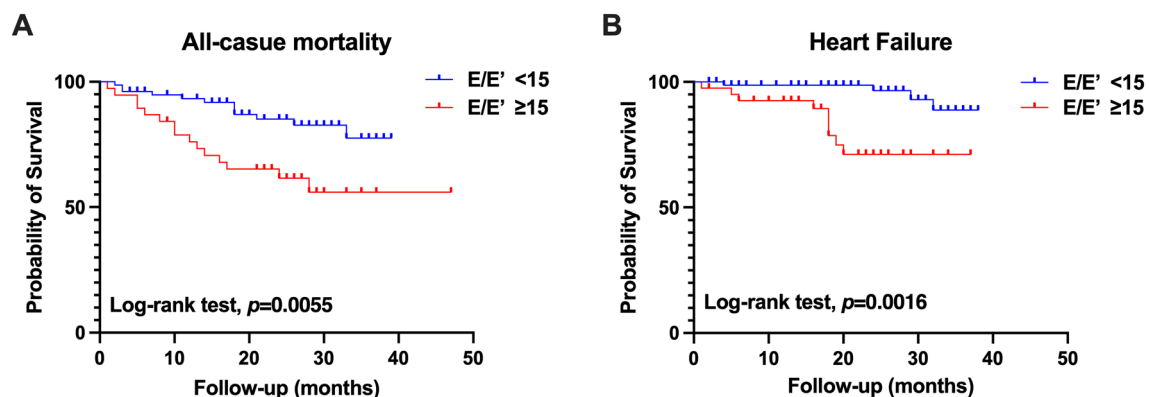 A
All-casue mortality
E/E' <15
E/E' ≥15
100
50
0
Probability of Survival
Log-rank test, p=0.0055
0 10 20 30 40 50
Follow-up (months)
B
Heart Failure
E/E' <15
E/E' ≥15
100
50
0
Probability of Survival
Log-rank test, p=0.0016
0 10 20 30 40 50
Follow-up (months)